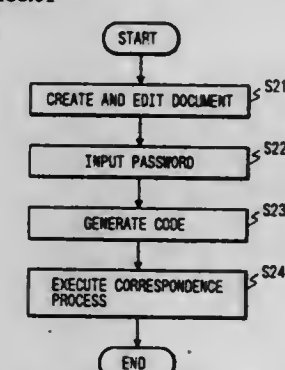 START
S21
CREATE AND EDIT DOCUMENT
S22
INPUT PASSWORD
S23
GENERATE CODE
S24
EXECUTE CORRESPONDENCE
PROCESS
END